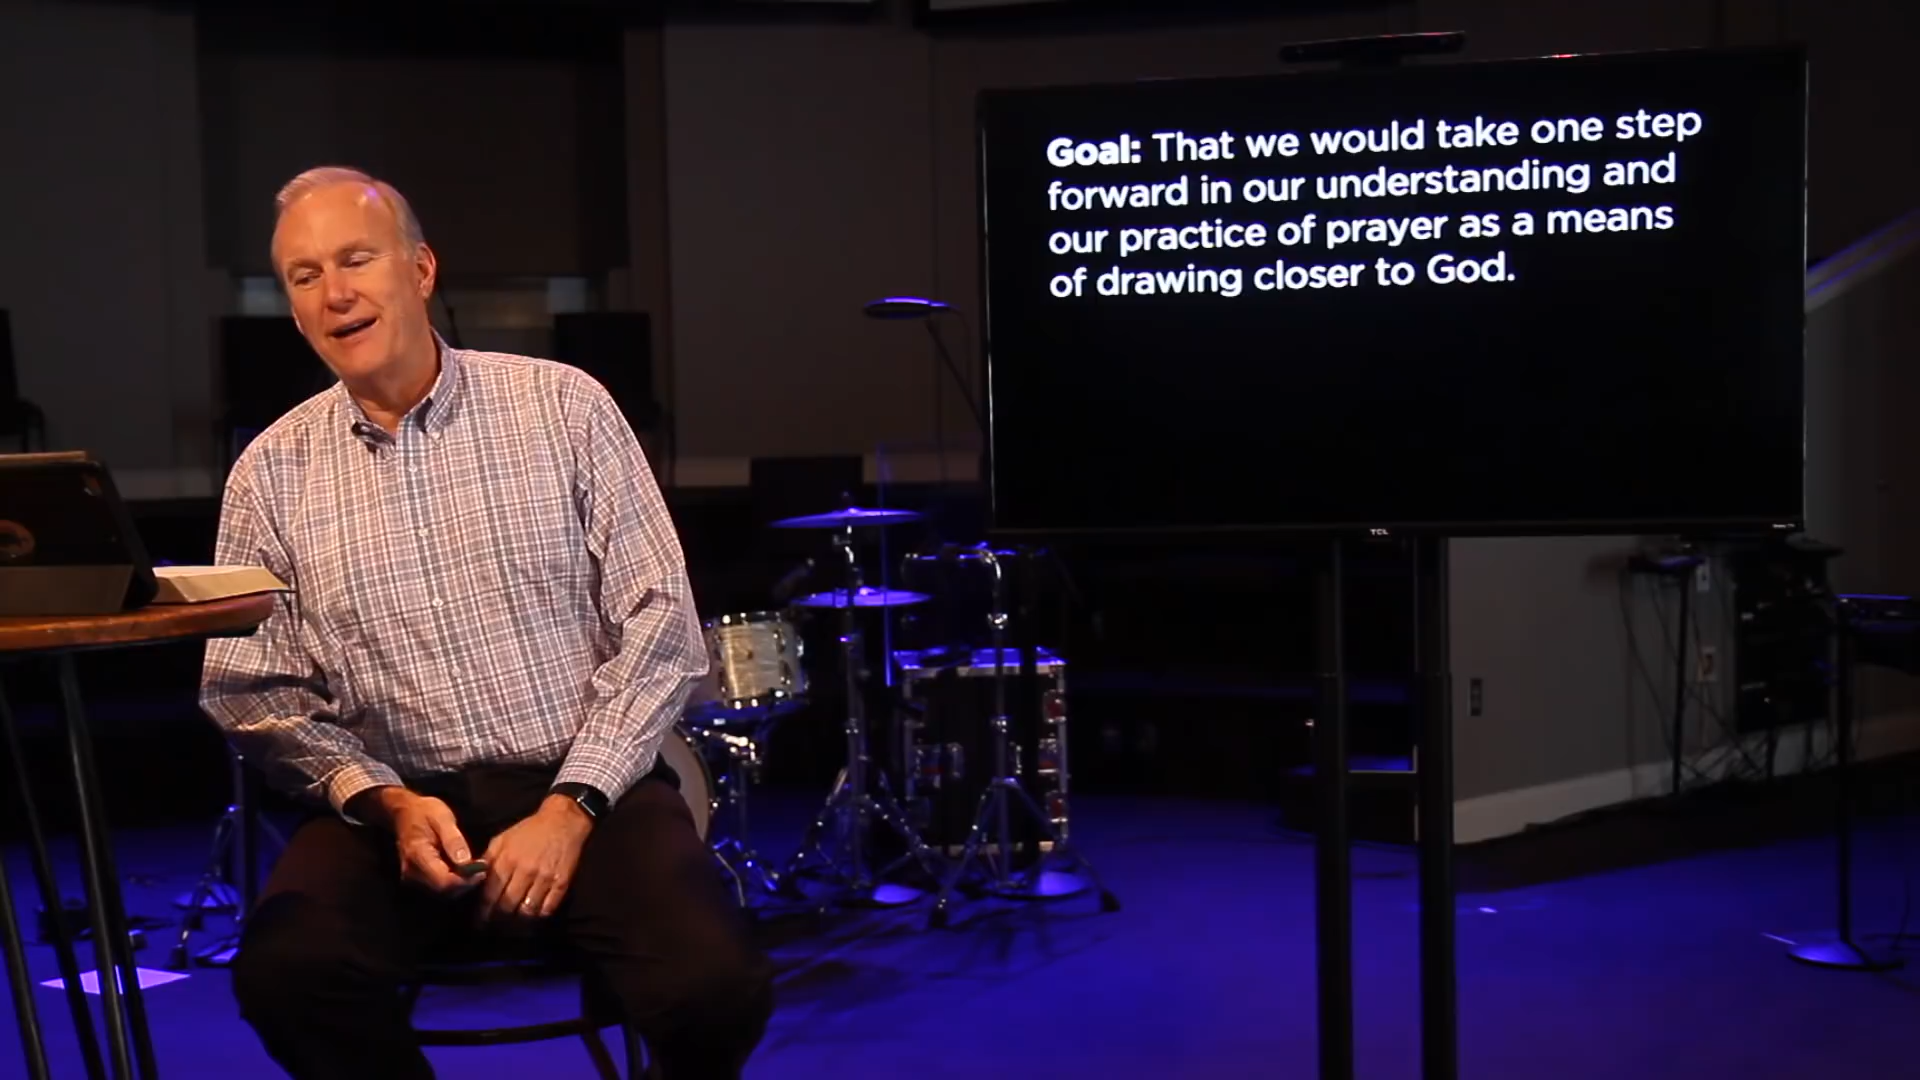 Goal: That we would take one step
forward in our understanding and
our practice of prayer as a means
of drawing closer to God.
TCL